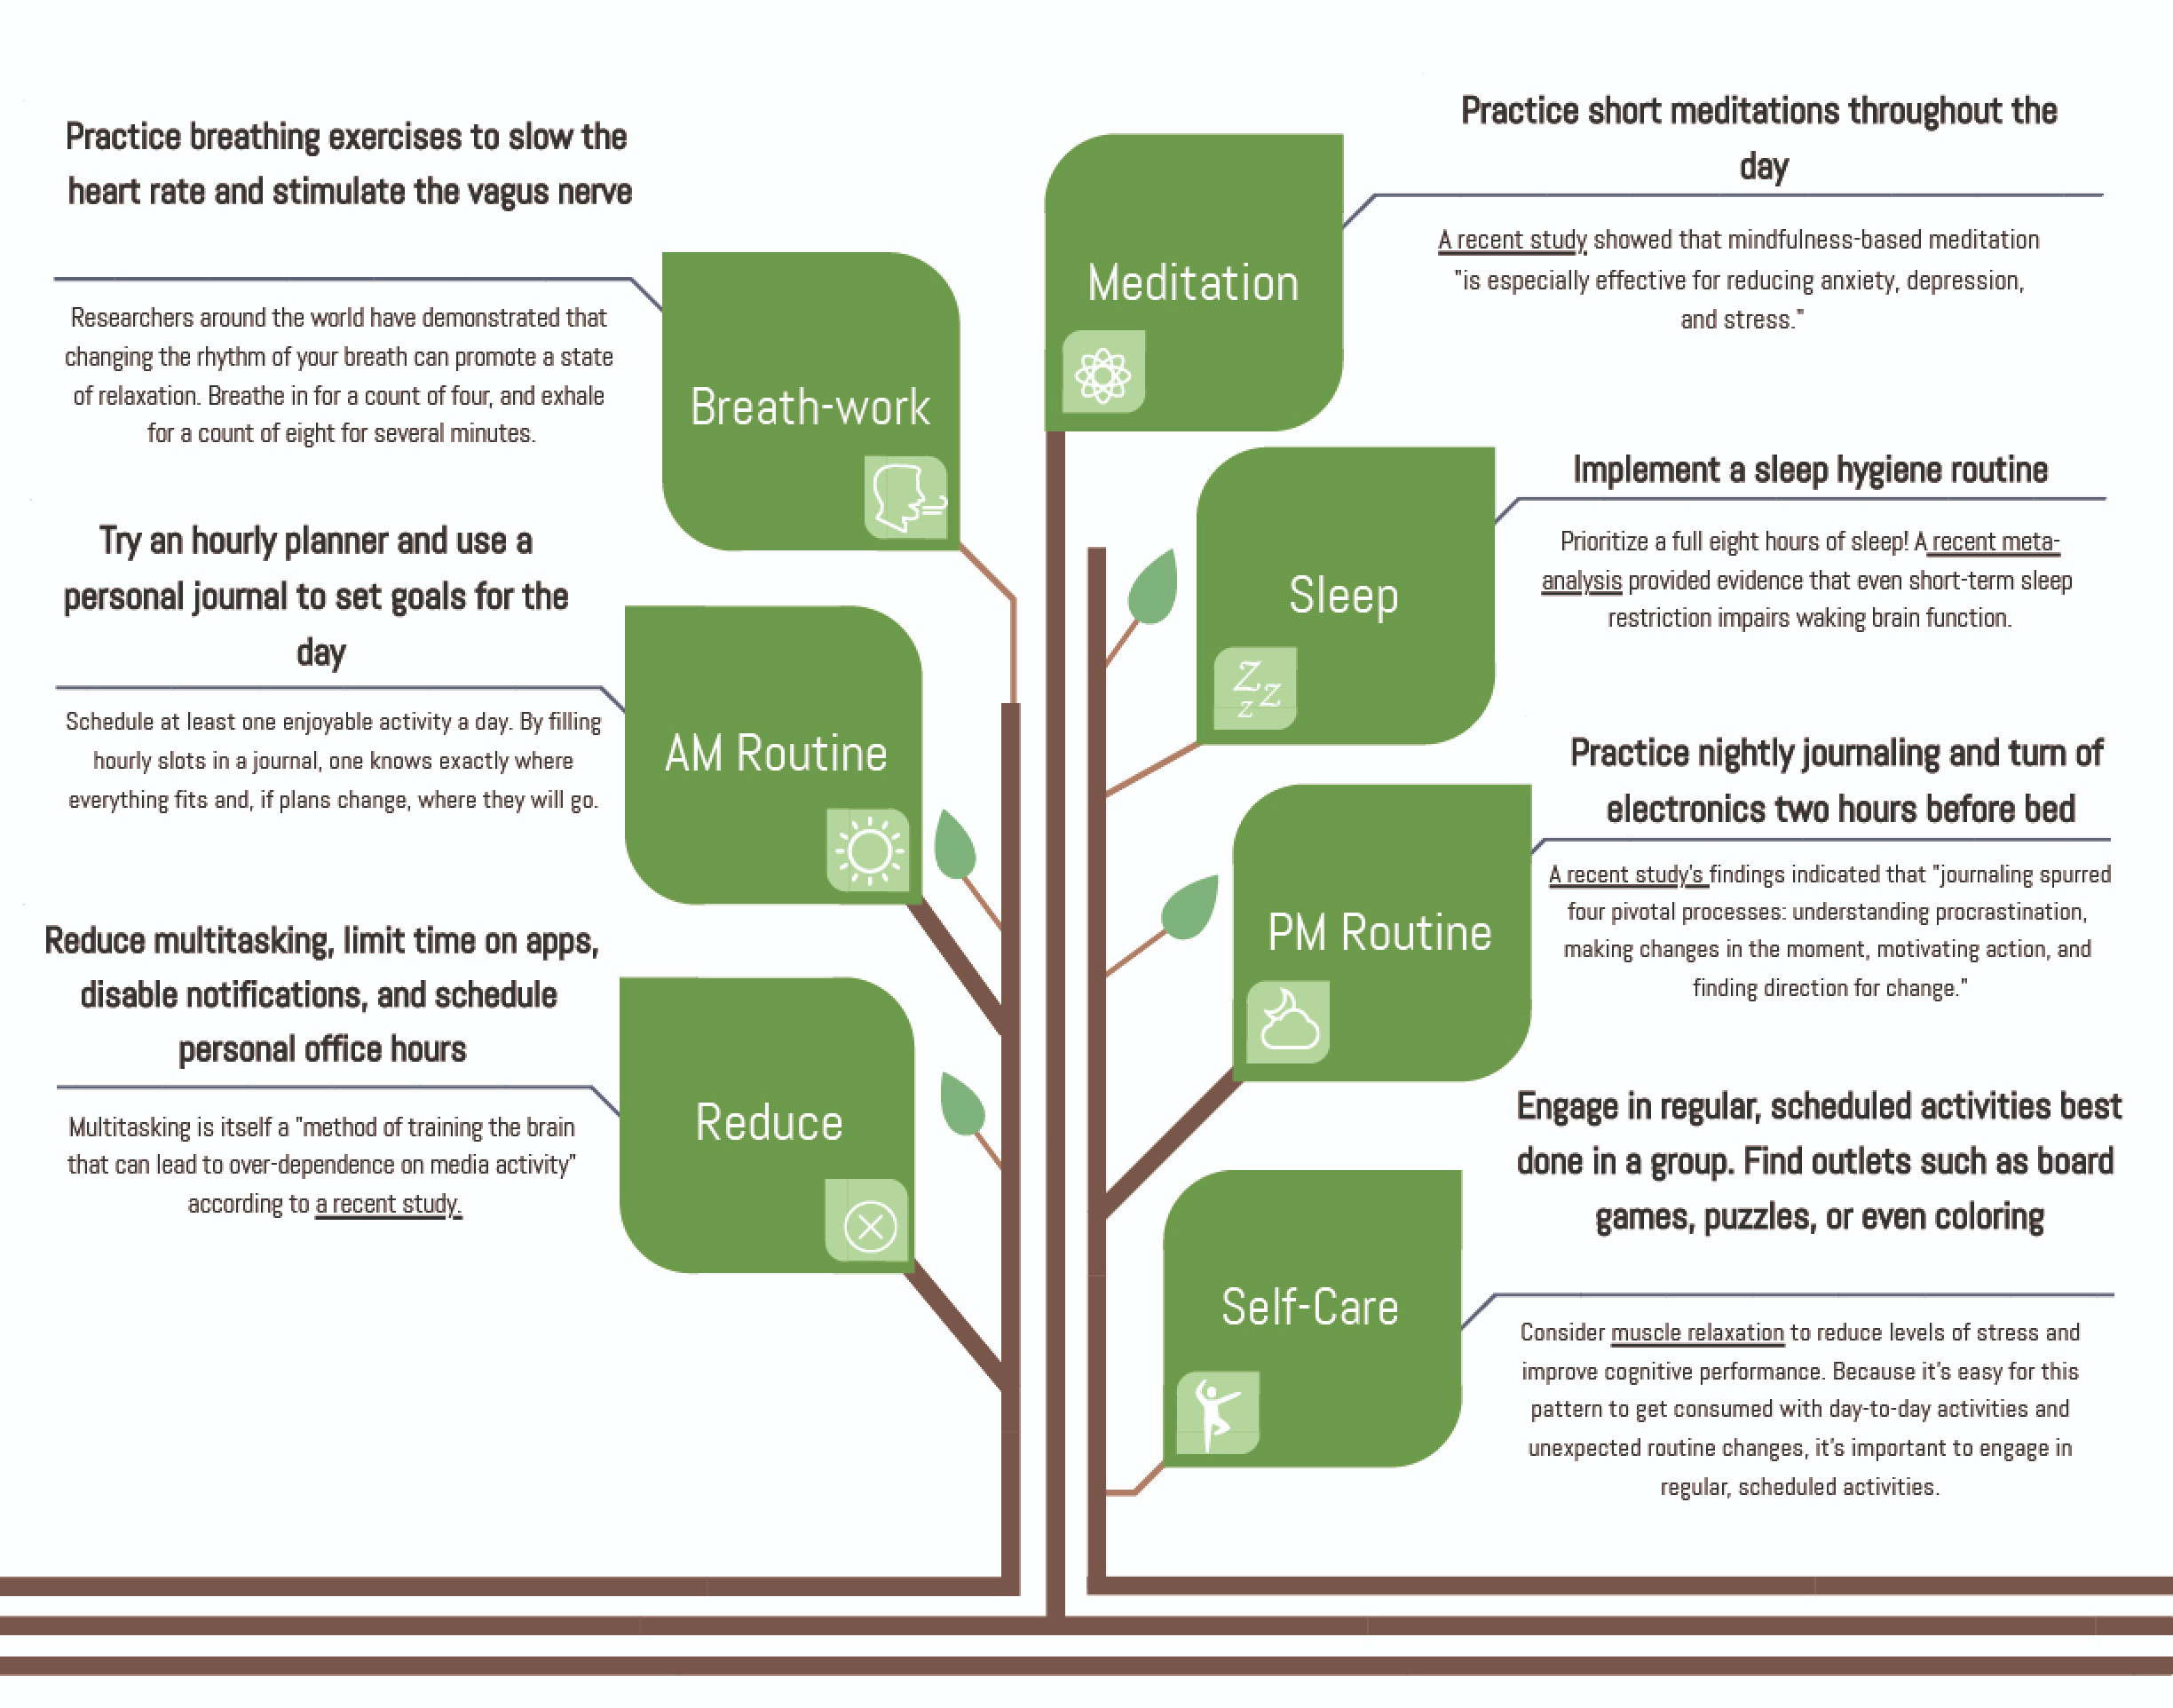 Practice breathing exercises to slow the
heart rate and stimulate the vagus nerve
Breath-work
Researchers around the world have demonstrated that
changing the rhythm of your breath can promote a state
of relaxation. Breathe in for a count of four, and exhale
for a count of eight for several minutes.
Try an hourly planner and use a
personal journal to set goals for the
day
AM Routine
Schedule at least one enjoyable activity a day. By filling
hourly slots in a journal, one knows exactly where
everything fits and, if plans change, where they will go.
Reduce multitasking, limit time on apps,
disable notifications, and schedule
personal office hours
Reduce
Multitasking is itself a "method of training the brain
that can lead to over-dependence on media activity"
according to a recent study.
Practice short meditations throughout the
day
Meditation
A recent study showed that mindfulness-based meditation
"is especially effective for reducing anxiety, depression,
and stress."
Implement a sleep hygiene routine
Sleep
Z
z
z
Prioritize a full eight hours of sleep! A recent meta-
analysis provided evidence that even short-term sleep
restriction impairs waking brain function.
Practice nightly journaling and turn of
electronics two hours before bed
PM Routine
A recent study's findings indicated that "journaling spurred
four pivotal processes: understanding procrastination,
making changes in the moment, motivating action, and
finding direction for change."
Engage in regular, scheduled activities best
done in a group. Find outlets such as board
games, puzzles, or even coloring
Self-Care
Consider muscle relaxation to reduce levels of stress and
improve cognitive performance. Because it's easy for this
pattern to get consumed with day-to-day activities and
unexpected routine changes, it's important to engage in
regular, scheduled activities.